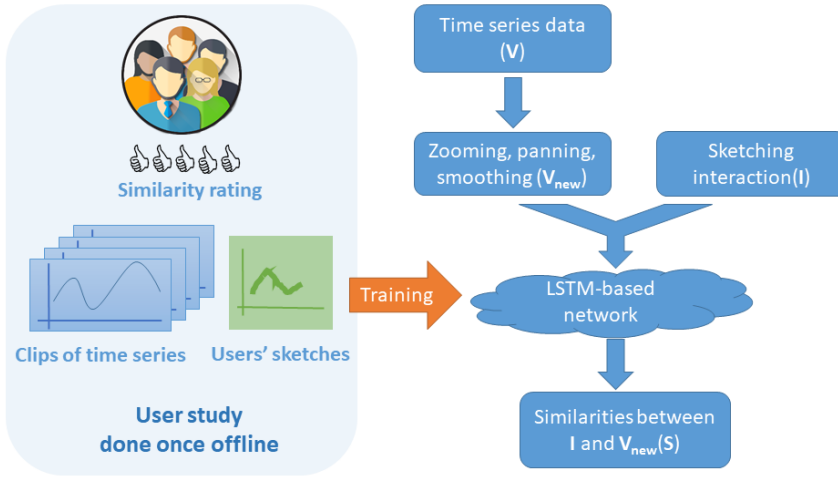 Similarity rating
Clips of time series
Users' sketches
User study
done once offline
Training
Time series data
(V)
Zooming, panning,
smoothing (Vnew)
Sketching
interaction(I)
LSTM-based
network
Similarities between
I and Vnew(S)